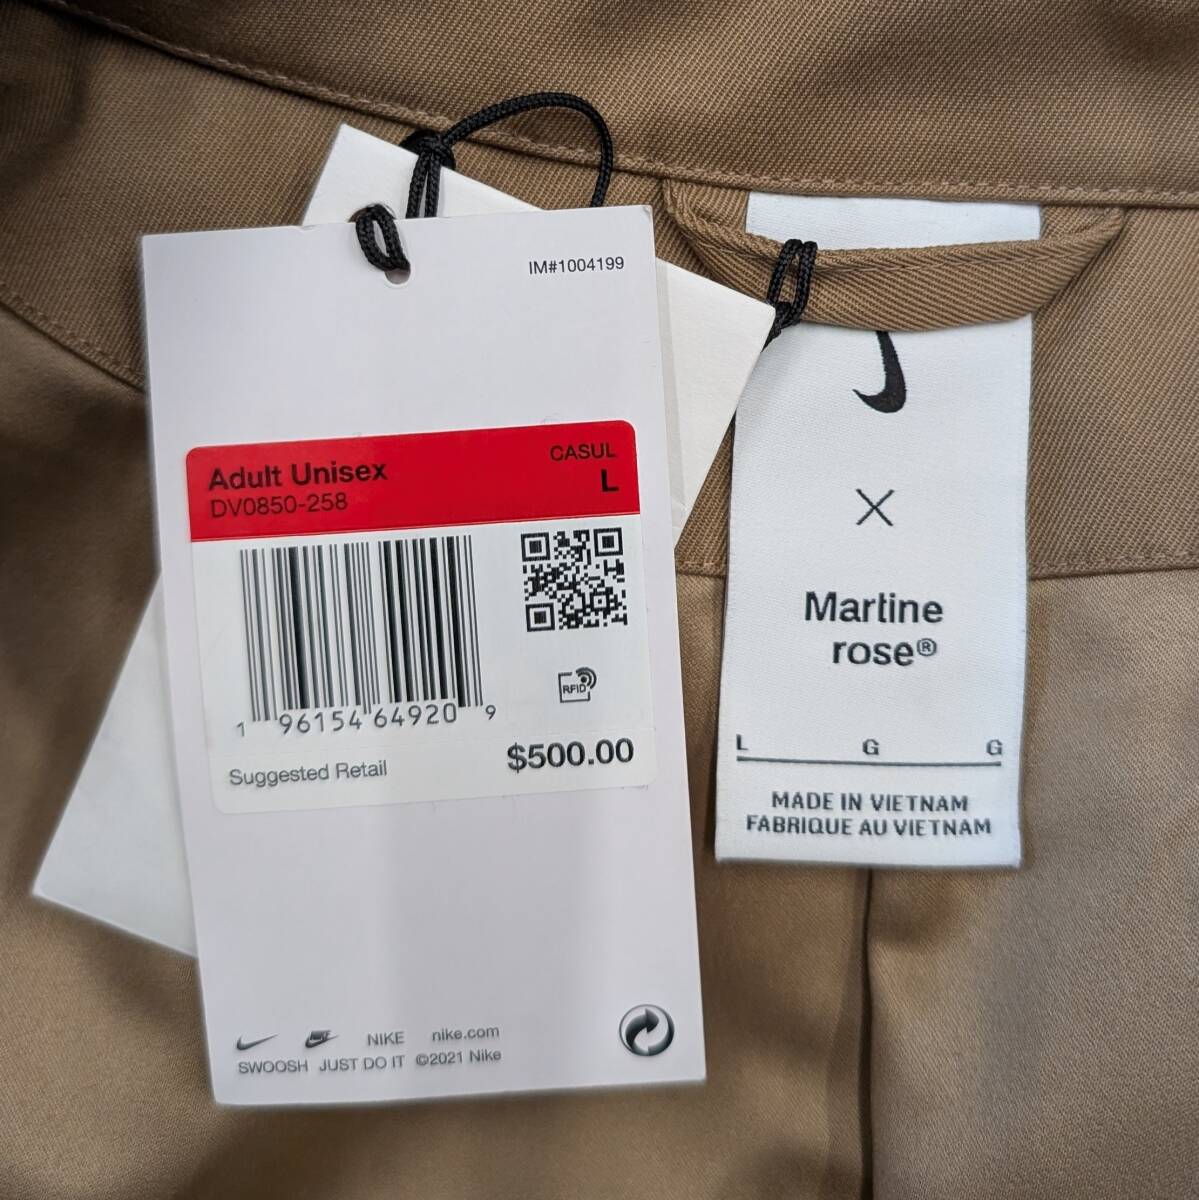 IM#1004199
Adult Unisex
CASUL
DV0850-258
L
RFID
1 96154 64920 9
Suggested Retail
$500.00
NIKE nike.com
SWOOSH JUST DO IT ©2021 Nike
×
Martine
rose®
L G G
MADE IN VIETNAM
FABRIQUE AU VIETNAM